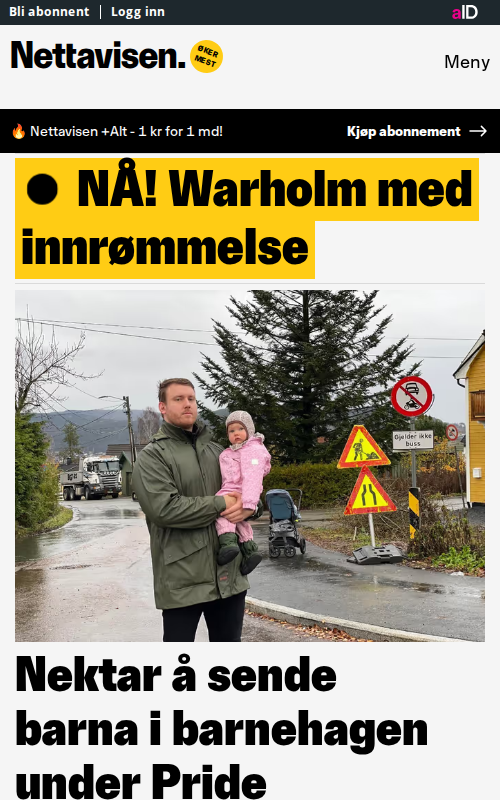 Bli abonnent | Logg inn
aID
Nettavisen.
ØKER
MEST
Meny
🔥 Nettavisen +Alt - 1 kr for 1 md!
Kjøp abonnement →
● NÅ! Warholm med
innrømmelse
Gjelder ikke
buss
Nektar å sende
barna i barnehagen
under Pride